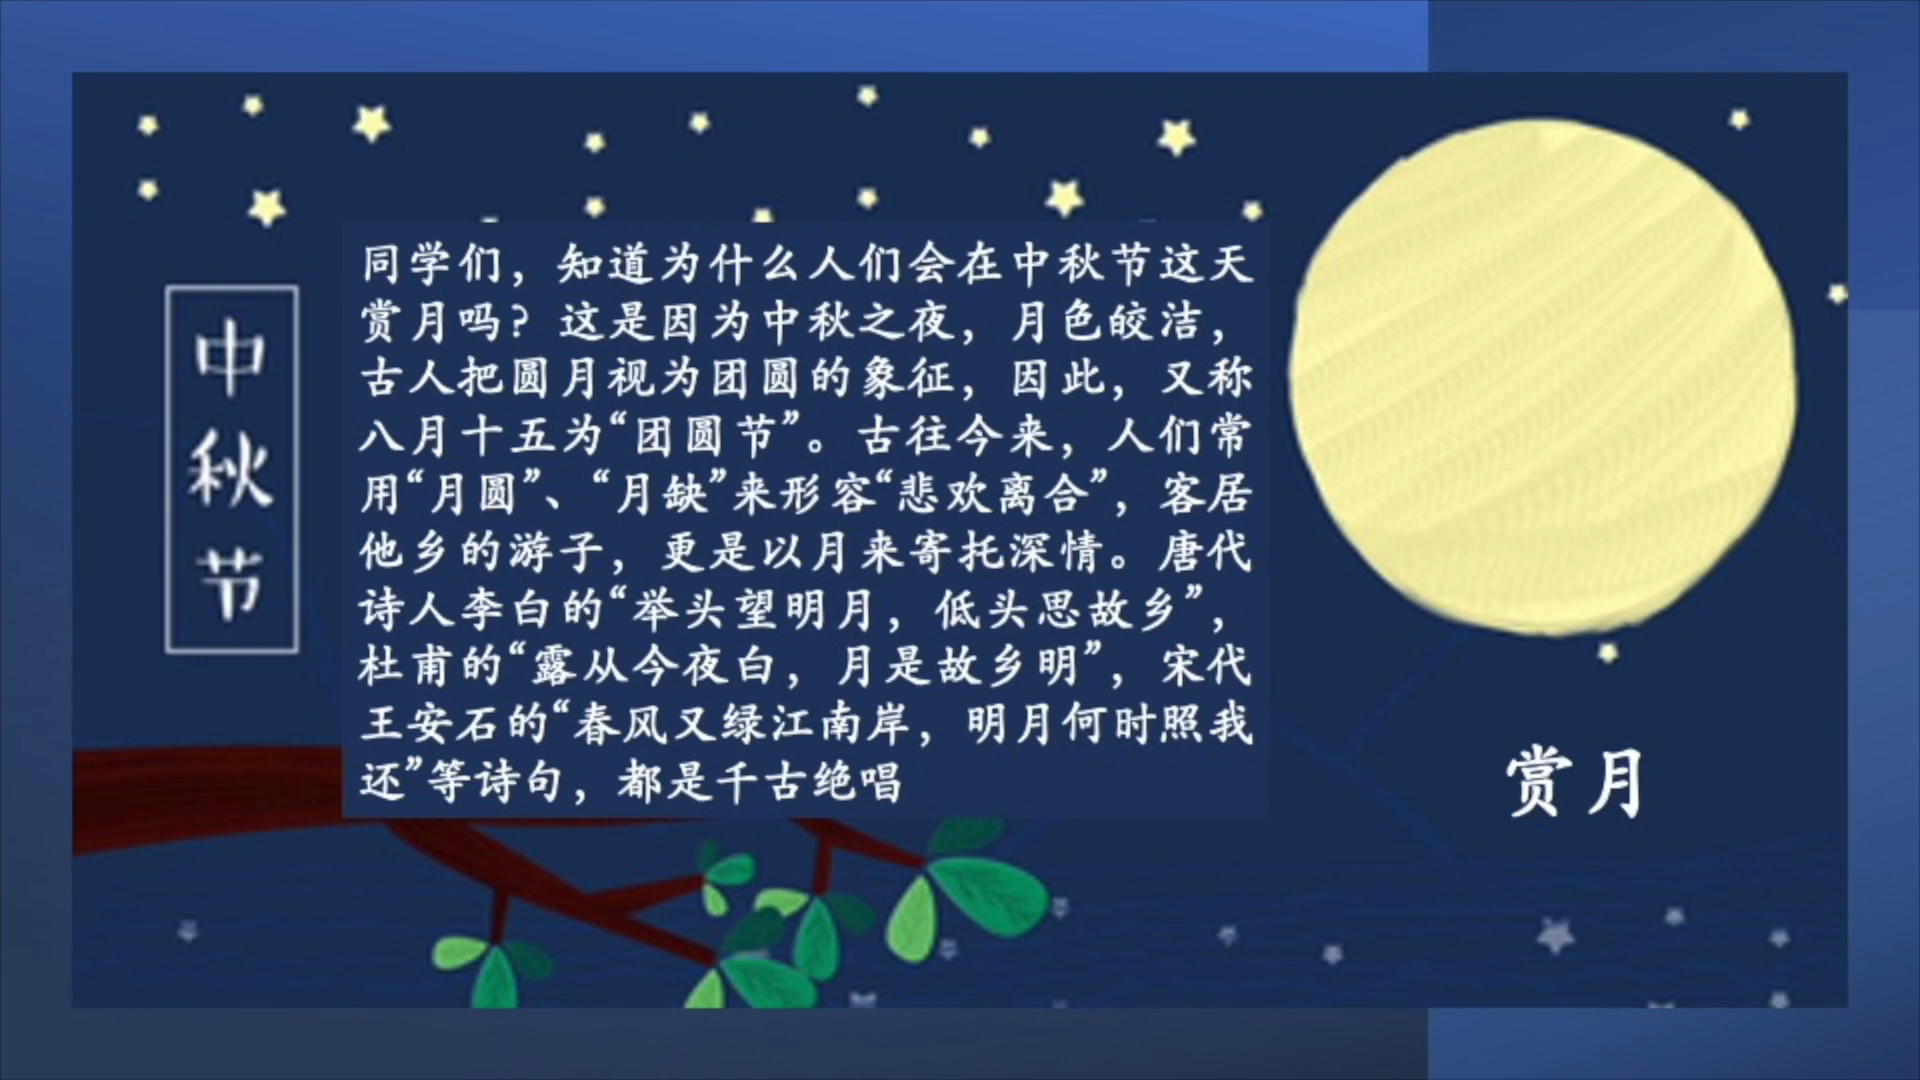 中秋节
同学们，知道为什么人们会在中秋节这天
赏月吗？这是因为中秋之夜，月色皎洁，
古人把圆月视为团圆的象征，因此，又称
八月十五为“团圆节”。古往今来，人们常
用“月圆”、“月缺”来形容“悲欢离合”，客居
他乡的游子，更是以月来寄托深情。唐代
诗人李白的“举头望明月，低头思故乡”，
杜甫的“露从今夜白，月是故乡明”，宋代
王安石的“春风又绿江南岸，明月何时照我
还”等诗句，都是千古绝唱
赏月